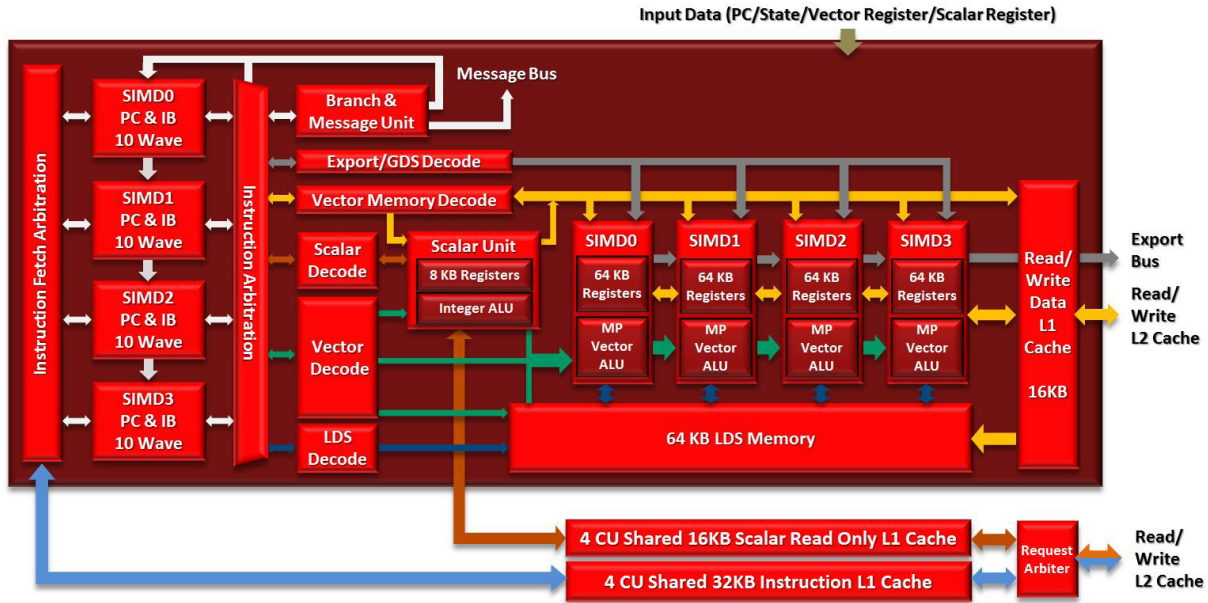 Input Data (PC/State/Vector Register/Scalar Register)
Instruction Fetch Arbitration
SIMD0
PC & IB
10 Wave
SIMD1
PC & IB
10 Wave
SIMD2
PC & IB
10 Wave
SIMD3
PC & IB
10 Wave
Instruction Arbitration
Branch &
Message Unit
Message Bus
Export/GDS Decode
Vector Memory Decode
Scalar
Decode
Scalar Unit
8 KB Registers
Integer ALU
Vector
Decode
LDS
Decode
SIMD0
64 KB
Registers
MP
Vector
ALU
SIMD1
64 KB
Registers
MP
Vector
ALU
SIMD2
64 KB
Registers
MP
Vector
ALU
SIMD3
64 KB
Registers
MP
Vector
ALU
64 KB LDS Memory
Read/
Write
Data
L1
Cache
16KB
Export
Bus
Read/
Write
L2 Cache
4 CU Shared 16KB Scalar Read Only L1 Cache
4 CU Shared 32KB Instruction L1 Cache
Request
Arbiter
Read/
Write
L2 Cache